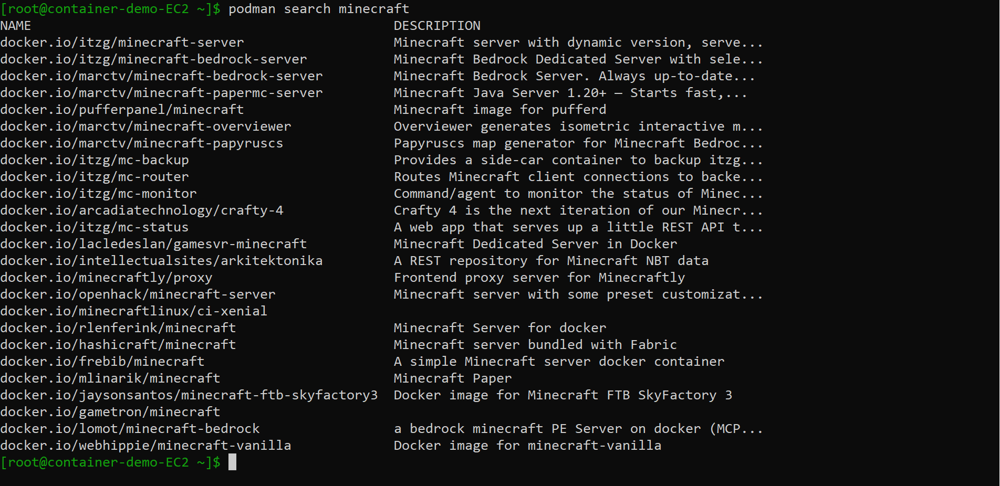 [root@container-demo-EC2 ~]$ podman search minecraft
NAME                                              DESCRIPTION
docker.io/itzg/minecraft-server                   Minecraft server with dynamic version, serve...
docker.io/itzg/minecraft-bedrock-server           Minecraft Bedrock Dedicated Server with sele...
docker.io/marctv/minecraft-bedrock-server         Minecraft Bedrock Server. Always up-to-date...
docker.io/marctv/minecraft-papermc-server         Minecraft Java Server 1.20+ — Starts fast,...
docker.io/pufferpanel/minecraft                   Minecraft image for pufferd
docker.io/marctv/minecraft-overviewer             Overviewer generates isometric interactive m...
docker.io/marctv/minecraft-papyruscs              Papyruscs map generator for Minecraft Bedroc...
docker.io/itzg/mc-backup                          Provides a side-car container to backup itzg...
docker.io/itzg/mc-router                          Routes Minecraft client connections to backe...
docker.io/itzg/mc-monitor                         Command/agent to monitor the status of Minec...
docker.io/arcadiatechnology/crafty-4              Crafty 4 is the next iteration of our Minecr...
docker.io/itzg/mc-status                          A web app that serves up a little REST API t...
docker.io/lacledeslan/gamesvr-minecraft           Minecraft Dedicated Server in Docker
docker.io/intellectualsites/arkitektonika         A REST repository for Minecraft NBT data
docker.io/minecraftly/proxy                       Frontend proxy server for Minecraftly
docker.io/openhack/minecraft-server               Minecraft server with some preset customizat...
docker.io/minecraftlinux/ci-xenial
docker.io/rlenferink/minecraft                    Minecraft Server for docker
docker.io/hashicraft/minecraft                    Minecraft server bundled with Fabric
docker.io/frebib/minecraft                        A simple Minecraft server docker container
docker.io/mlinarik/minecraft                      Minecraft Paper
docker.io/jaysonsantos/minecraft-ftb-skyfactory3  Docker image for Minecraft FTB SkyFactory 3
docker.io/gametron/minecraft
docker.io/lomot/minecraft-bedrock                 a bedrock minecraft PE Server on docker (MCP...
docker.io/webhippie/minecraft-vanilla             Docker image for minecraft-vanilla
[root@container-demo-EC2 ~]$